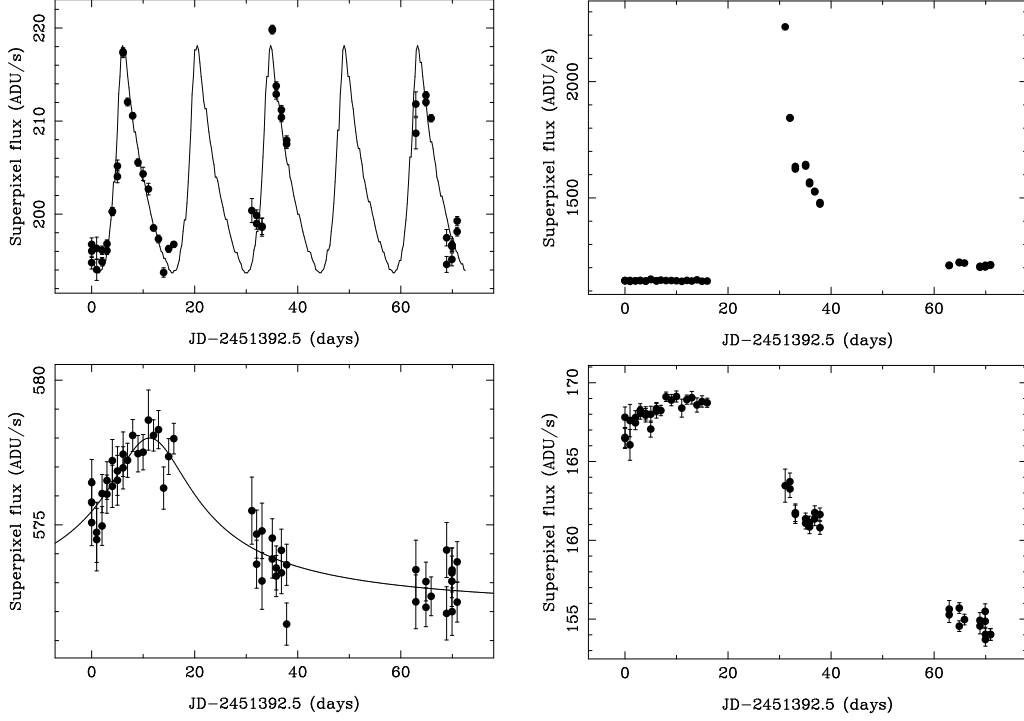 Superpixel flux (ADU/s)
220
210
200
0 20 40 60
JD−2451392.5 (days)
Superpixel flux (ADU/s)
2000
1500
0 20 40 60
JD−2451392.5 (days)
Superpixel flux (ADU/s)
580
575
0 20 40 60
JD−2451392.5 (days)
Superpixel flux (ADU/s)
170
165
160
155
0 20 40 60
JD−2451392.5 (days)